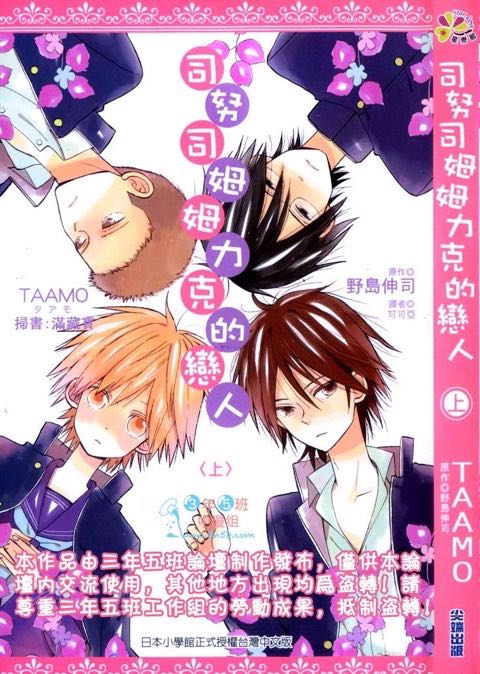 司努司姆姆力克的戀人
TAAMO
タアモ
掃書:滿藏真
原作◎
野島伸司
譯者◎
可可亞
〈上〉
3年5班
本作品由三年五班論壇制作發布，僅供本論
壇內交流使用，其他地方出現均爲盜轉！請
尊重三年五班工作組的勞動成果，抵制盜轉！
日本小學館正式授權台灣中文版
司努司姆姆力克的戀人
上
TAAMO
原作◎野島伸司
尖端出版